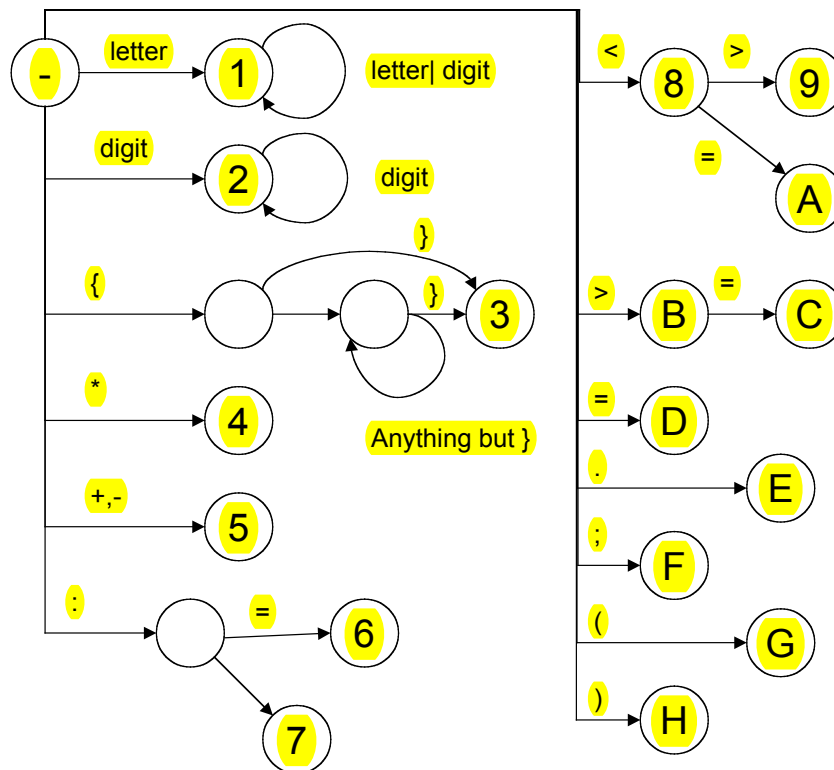 - letter 1 letter| digit
digit 2 digit
{ } } 3
Anything but }
* 4
+,- 5
: = 6
7
< 8 > 9
= A
> B = C
= D
. E
; F
( G
) H